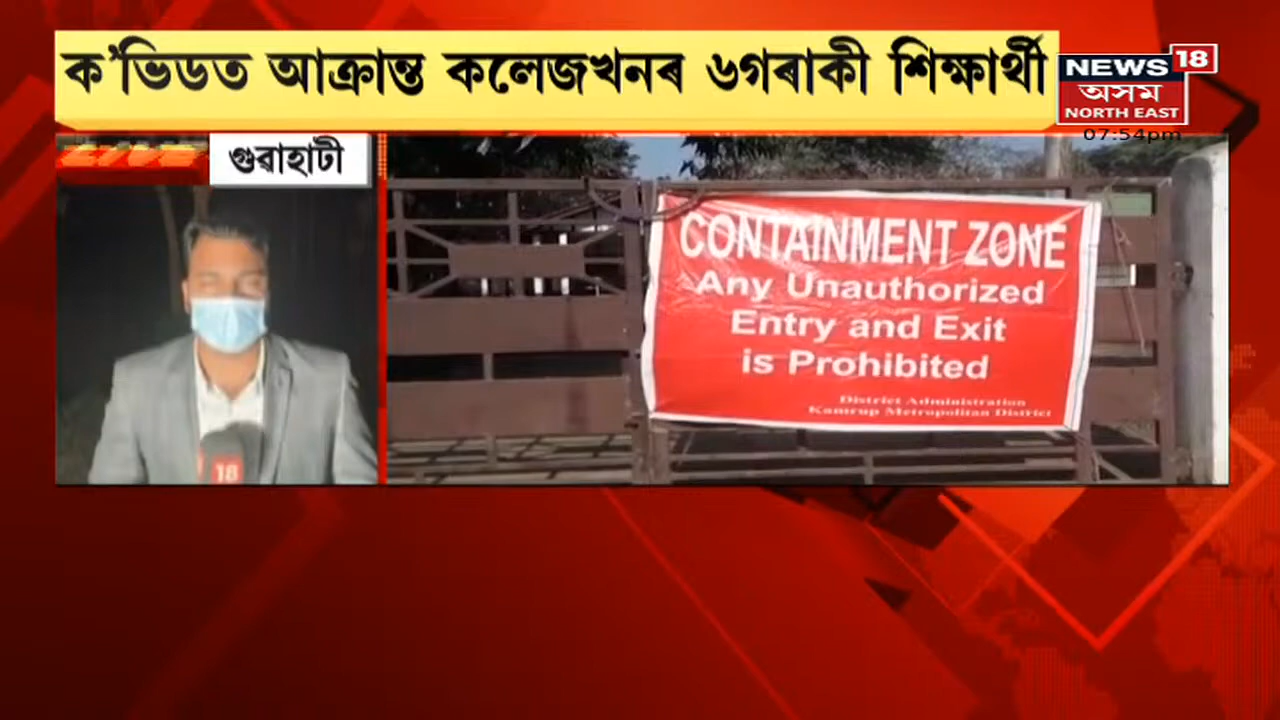 ক'ভিডত আক্ৰান্ত কলেজখনৰ ৬গৰাকী শিক্ষাৰ্থী
NEWS 18
অসম
NORTH EAST
07:54pm
গুৱাহাটী
CONTAINMENT ZONE
Any Unauthorized
Entry and Exit
is Prohibited
District Administration
Kamrup Metropolitan District
18